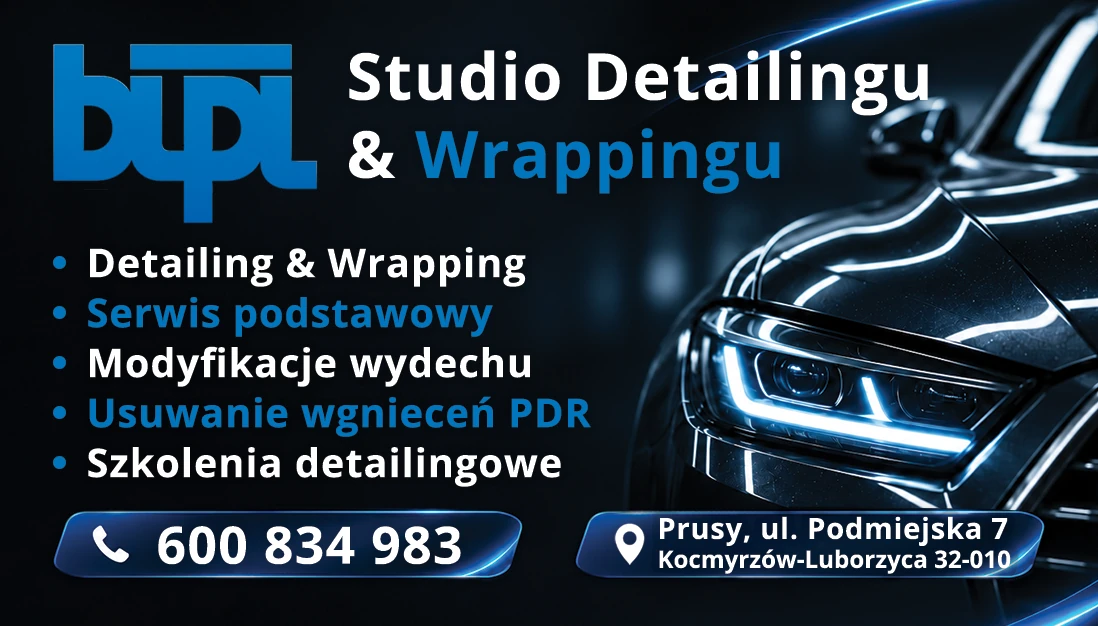 bitpl
Studio Detailingu
& Wrappingu
• Detailing & Wrapping
• Serwis podstawowy
• Modyfikacje wydechu
• Usuwanie wgnieceń PDR
• Szkolenia detailingowe
600 834 983
Prusy, ul. Podmiejska 7
Kocmyrzów-Luborzyca 32-010